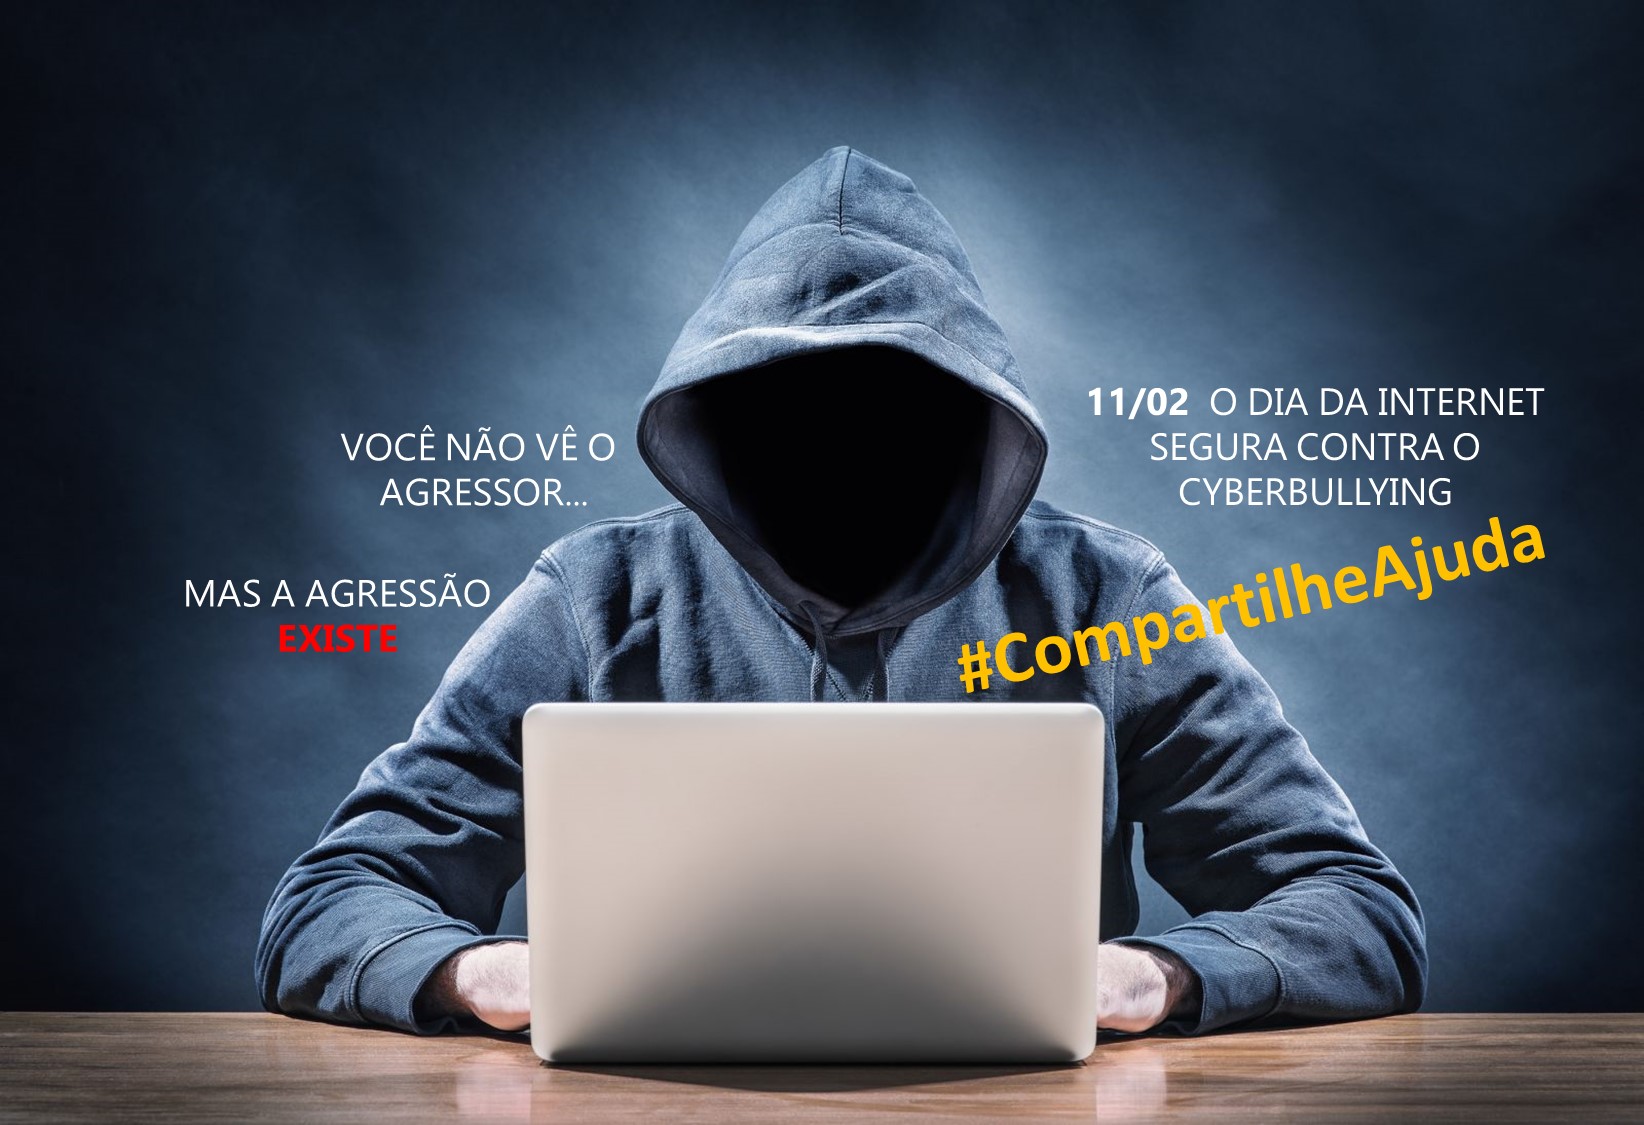 VOCÊ NÃO VÊ O
AGRESSOR...
MAS A AGRESSÃO
EXISTE
11/02 O DIA DA INTERNET
SEGURA CONTRA O
CYBERBULLYING
#CompartilheAjuda